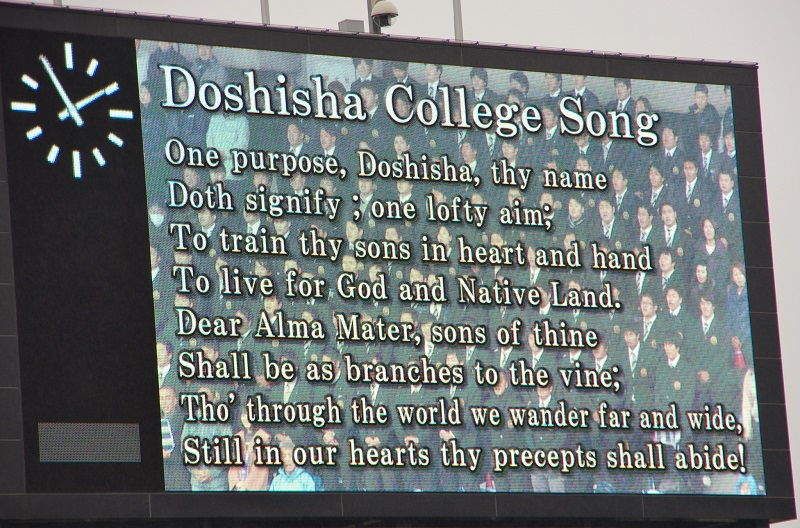 Doshisha College Song
One purpose, Doshisha, thy name
Doth signify ; one lofty aim;
To train thy sons in heart and hand
To live for God and Native Land.
Dear Alma Mater, sons of thine
Shall be as branches to the vine;
Tho' through the world we wander far and wide,
Still in our hearts thy precepts shall abide!